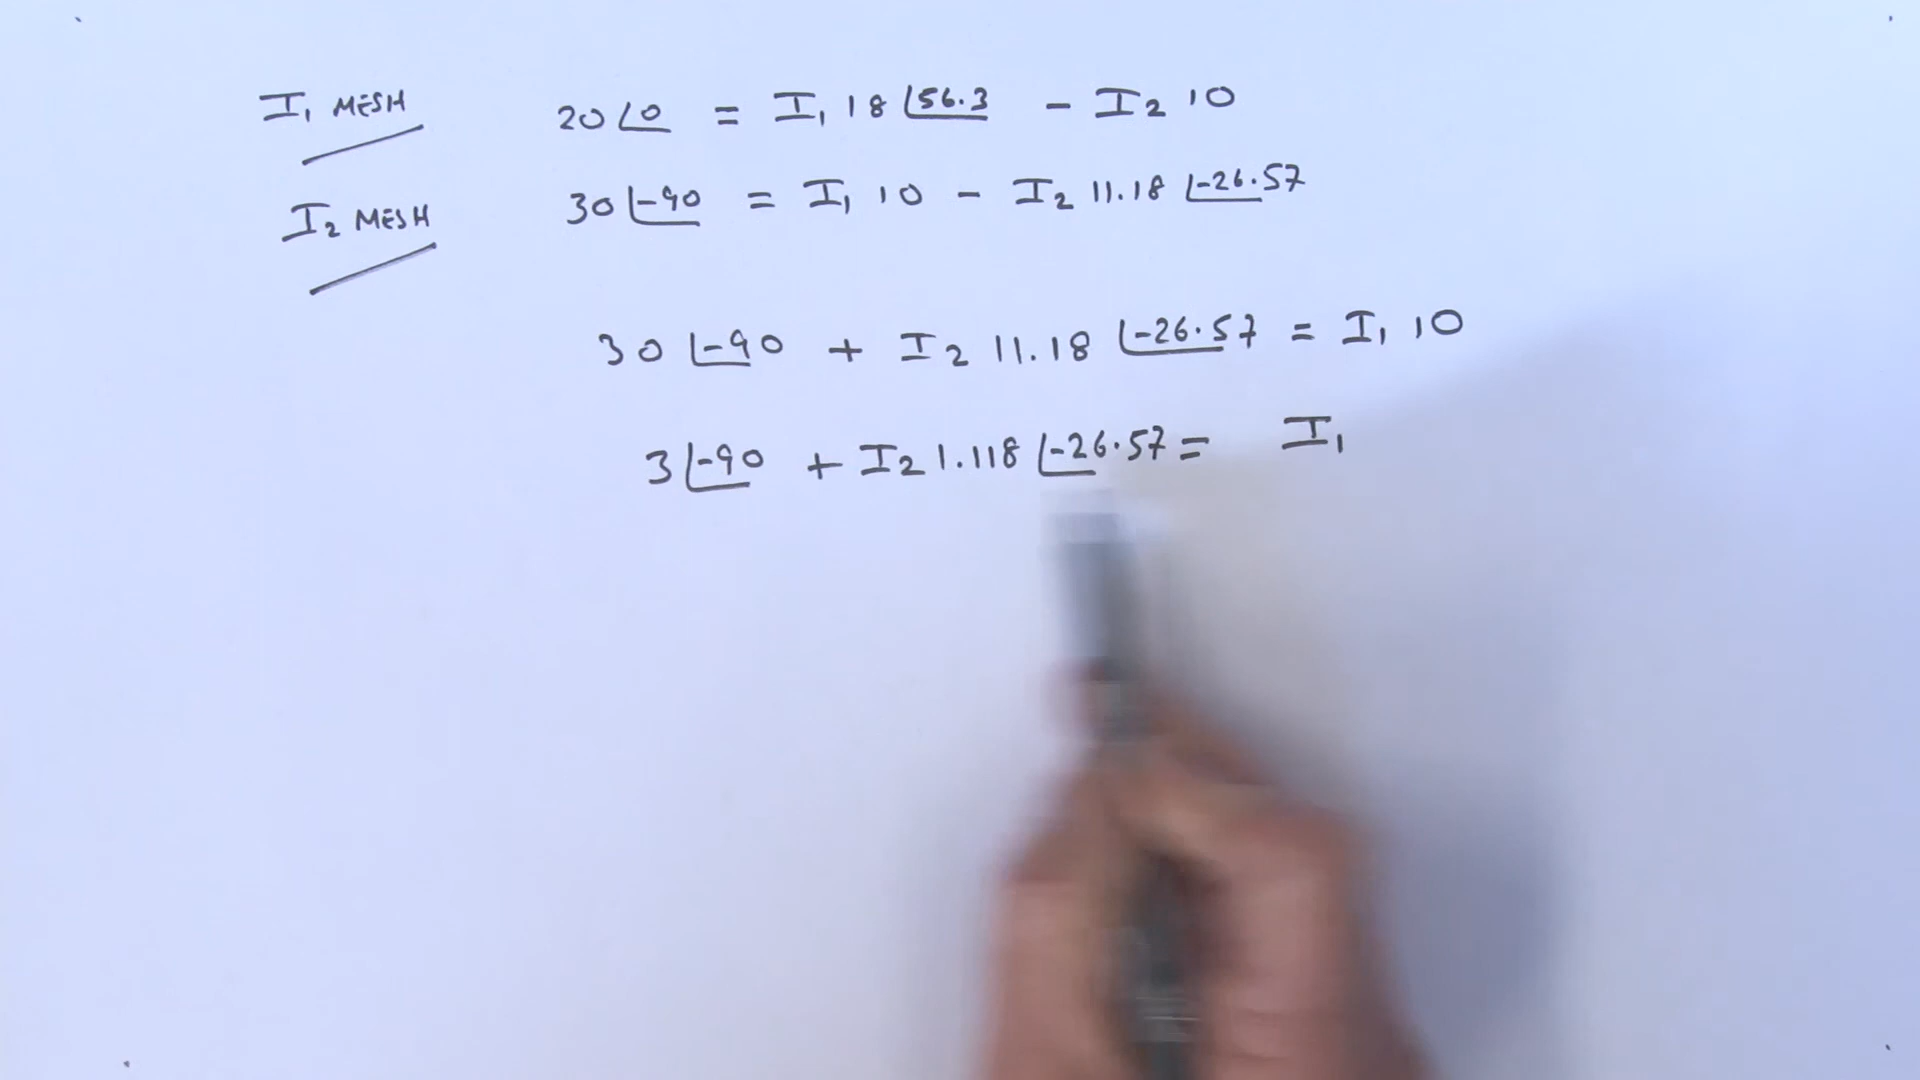 I₁ MESH 20∠0 = I₁ 18∠56.3 - I₂ 10
I₂ MESH 30∠-90 = I₁ 10 - I₂ 11.18∠-26.57
30∠-90 + I₂ 11.18∠-26.57 = I₁ 10
3∠-90 + I₂ 1.118∠-26.57 = I₁